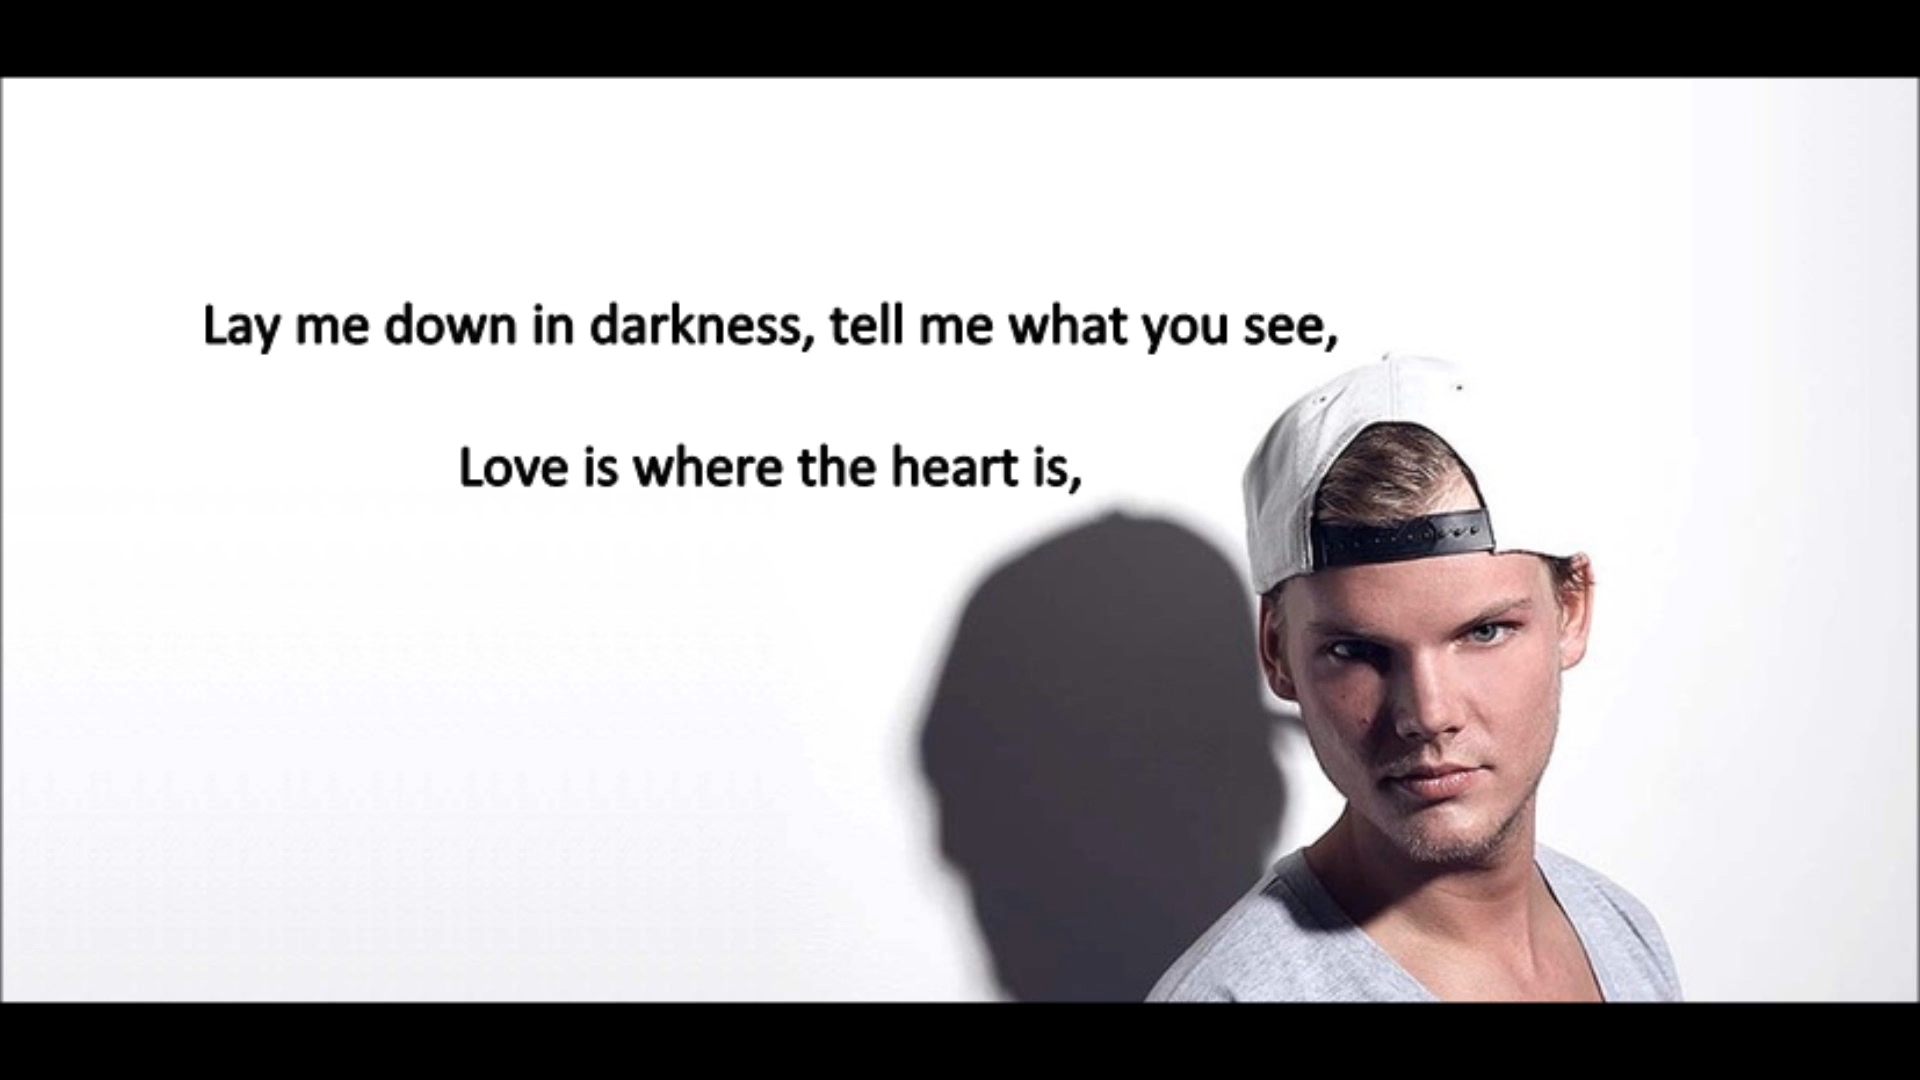 Lay me down in darkness, tell me what you see,
Love is where the heart is,